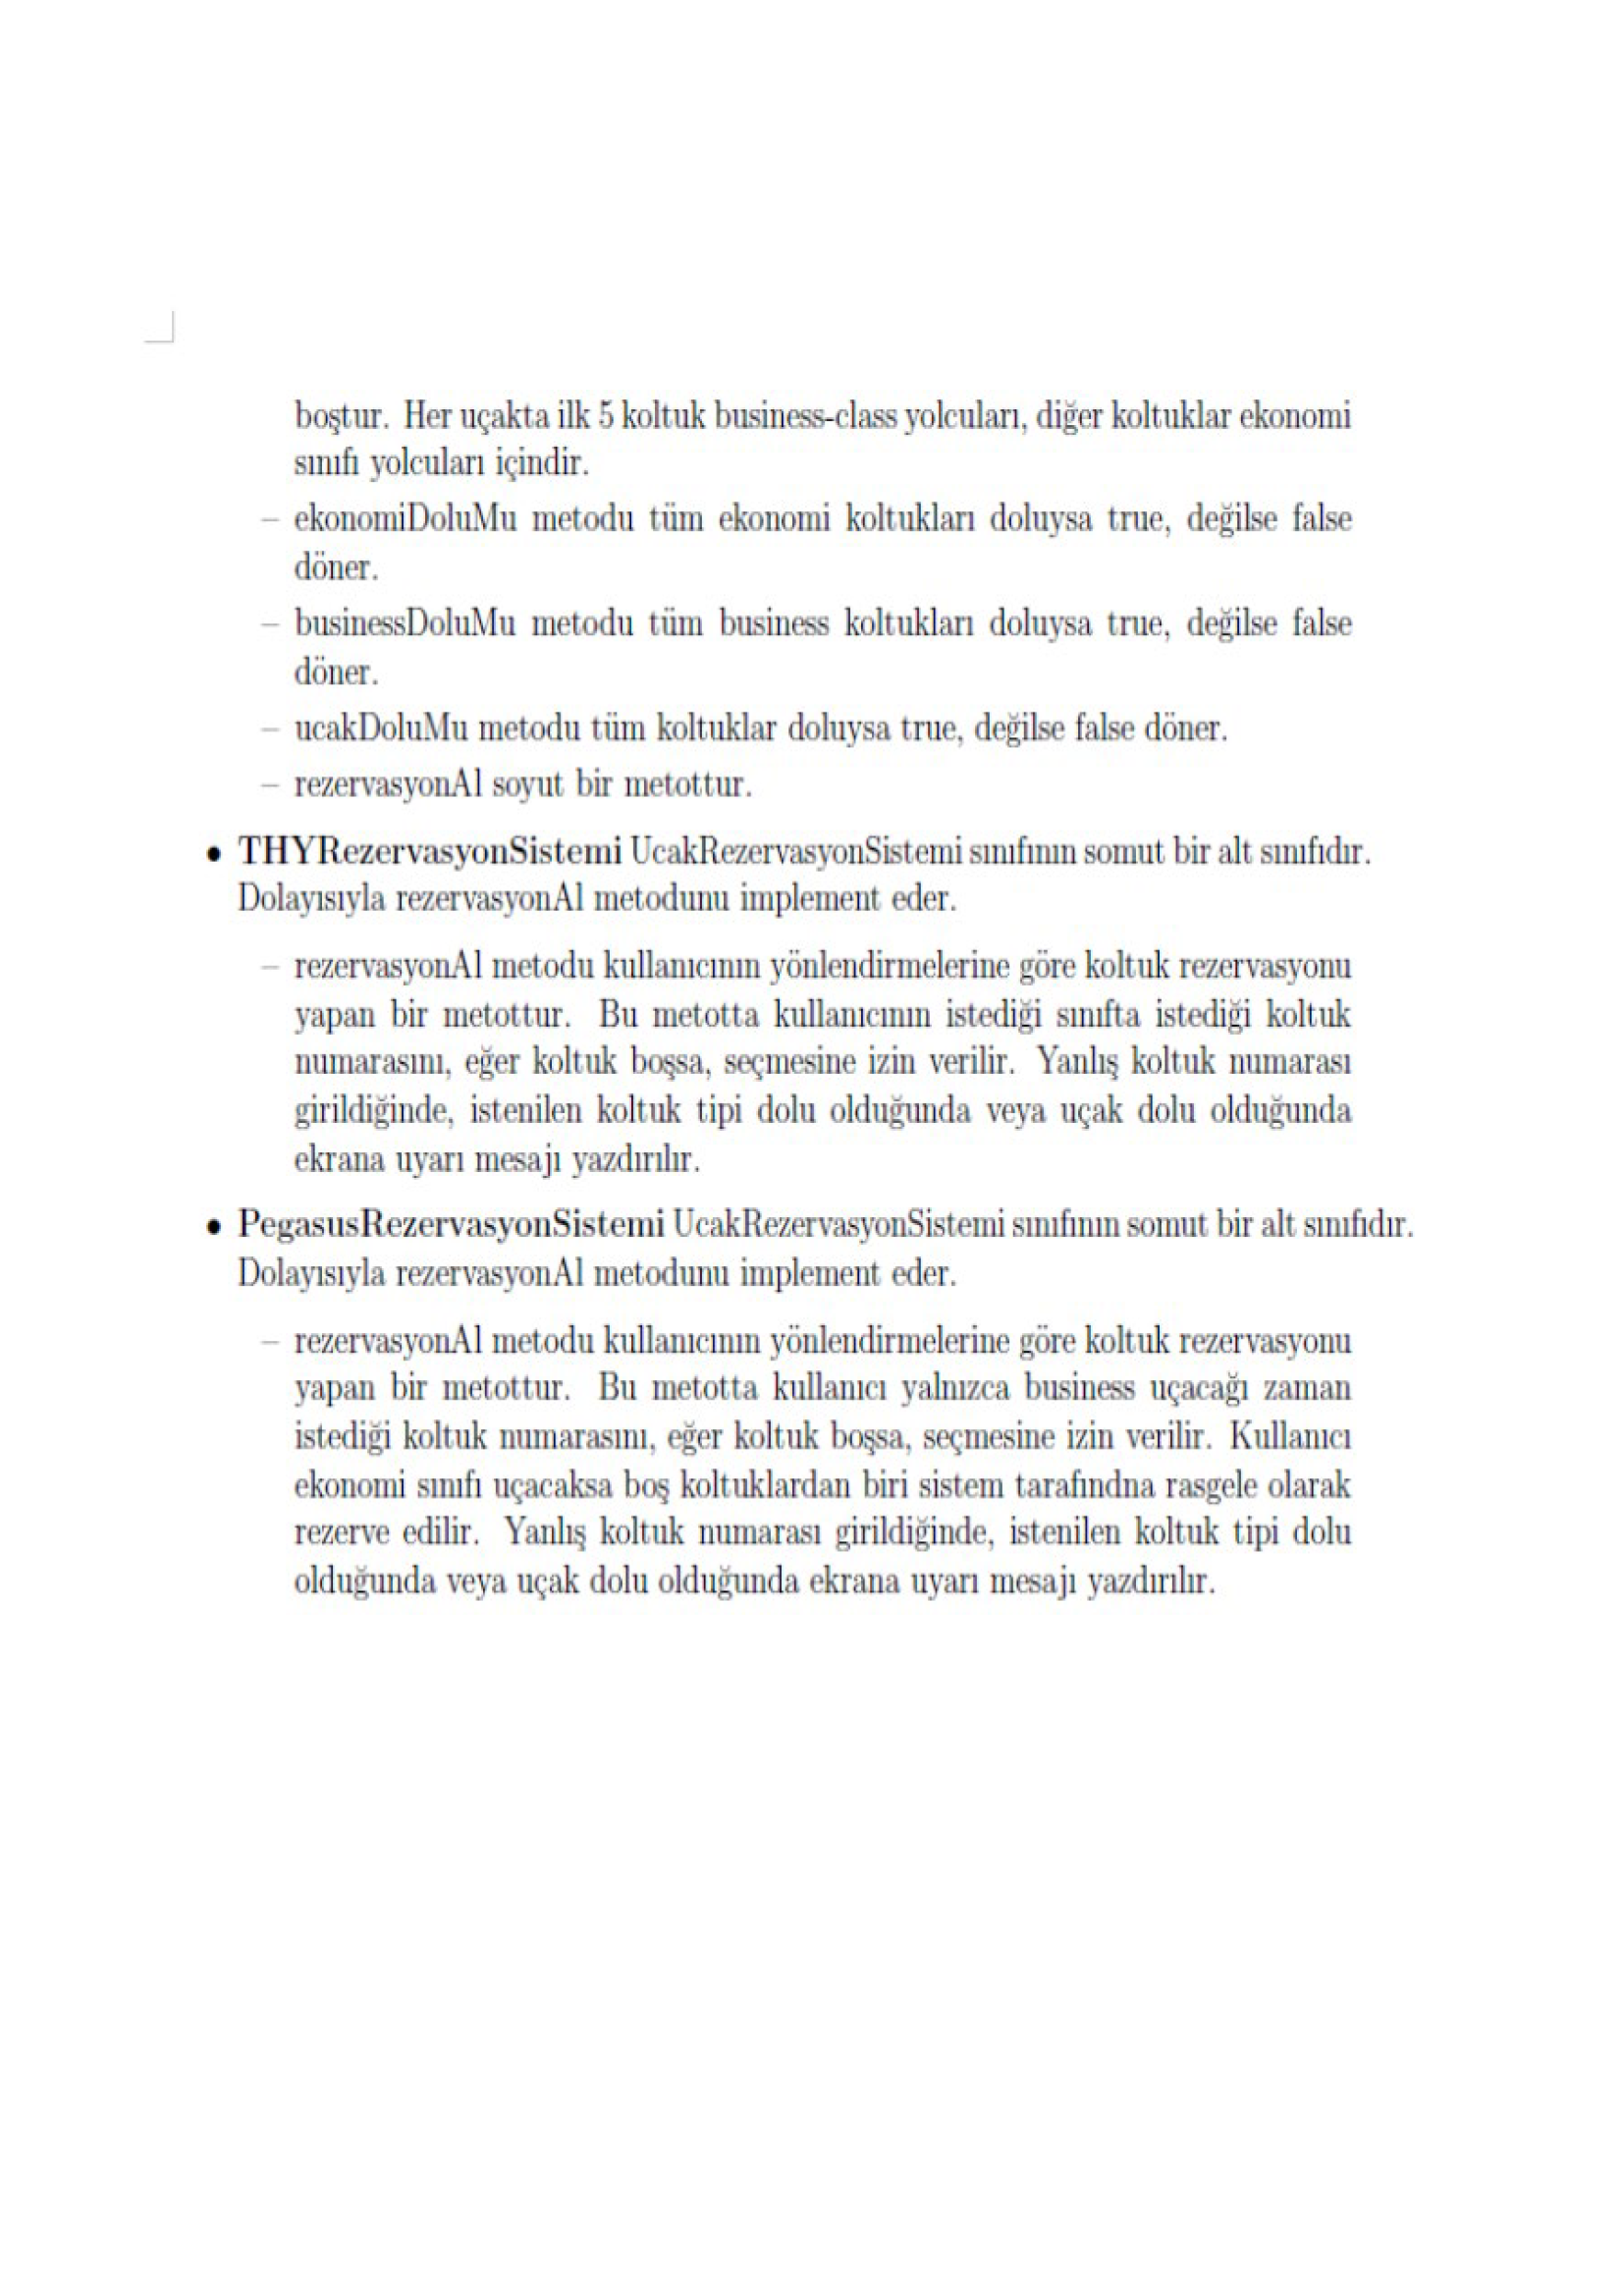 boştur. Her uçakta ilk 5 koltuk business-class yolcuları, diğer koltuklar ekonomi
sınıfı yolcuları içindir.
– ekonomiDoluMu metodu tüm ekonomi koltukları doluysa true, değilse false
döner.
– businessDoluMu metodu tüm business koltukları doluysa true, değilse false
döner.
– ucakDoluMu metodu tüm koltuklar doluysa true, değilse false döner.
– rezervasyonAl soyut bir metottur.
• THYRezervasyonSistemi UcakRezervasyonSistemi sınıfının somut bir alt sınıfıdır.
Dolayısıyla rezervasyonAl metodunu implement eder.
– rezervasyonAl metodu kullanıcının yönlendirmelerine göre koltuk rezervasyonu
yapan bir metottur. Bu metotta kullanıcının istediği sınıfta istediği koltuk
numarasını, eğer koltuk boşsa, seçmesine izin verilir. Yanlış koltuk numarası
girildiğinde, istenilen koltuk tipi dolu olduğunda veya uçak dolu olduğunda
ekrana uyarı mesajı yazdırılır.
• PegasusRezervasyonSistemi UcakRezervasyonSistemi sınıfının somut bir alt sınıfıdır.
Dolayısıyla rezervasyonAl metodunu implement eder.
– rezervasyonAl metodu kullanıcının yönlendirmelerine göre koltuk rezervasyonu
yapan bir metottur. Bu metotta kullanıcı yalnızca business uçacağı zaman
istediği koltuk numarasını, eğer koltuk boşsa, seçmesine izin verilir. Kullanıcı
ekonomi sınıfı uçacaksa boş koltuklardan biri sistem tarafındna rasgele olarak
rezerve edilir. Yanlış koltuk numarası girildiğinde, istenilen koltuk tipi dolu
olduğunda veya uçak dolu olduğunda ekrana uyarı mesajı yazdırılır.